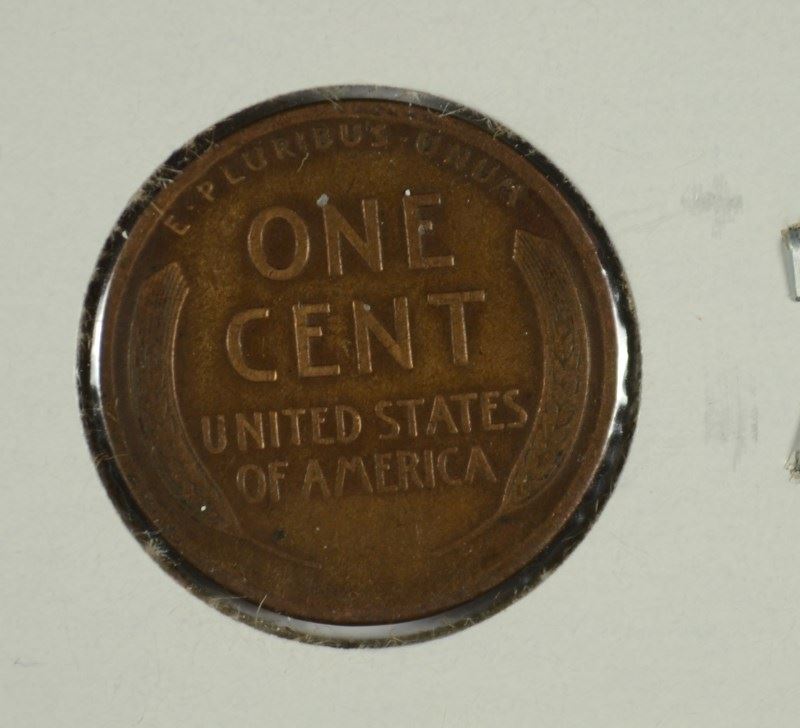 E · PLURIBUS · UNUM
ONE
CENT
UNITED STATES
OF AMERICA